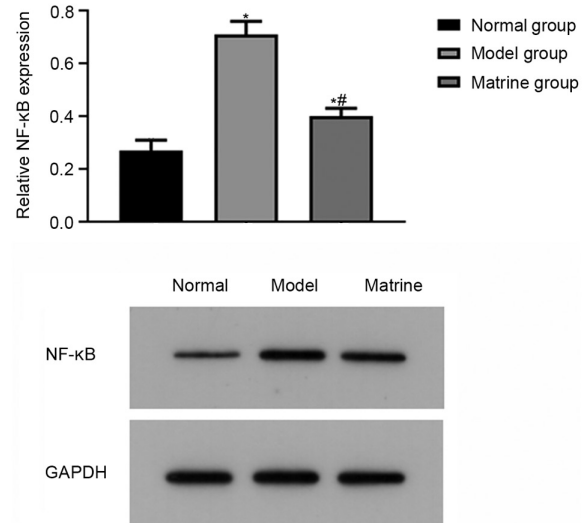 Relative NF-κB expression
0.8
0.6
0.4
0.2
0.0
*
*#
Normal group
Model group
Matrine group
Normal Model Matrine
NF-κB
GAPDH